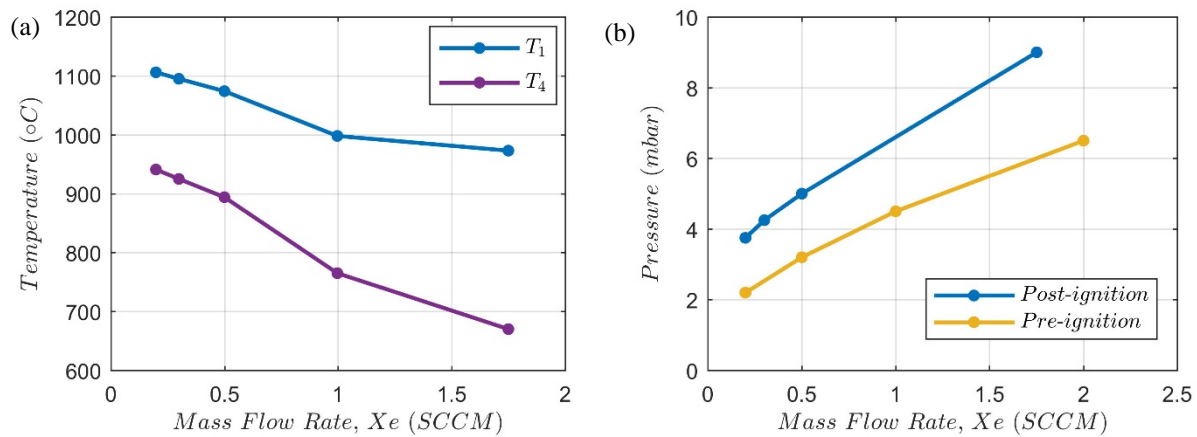 (a)
1200
1100
1000
900
800
700
600
Temperature (∘C)
T1
T4
0
0.5
1
1.5
2
Mass Flow Rate, Xe (SCCM)
(b)
10
8
6
4
2
0
Pressure (mbar)
Post-ignition
Pre-ignition
0
0.5
1
1.5
2
2.5
Mass Flow Rate, Xe (SCCM)